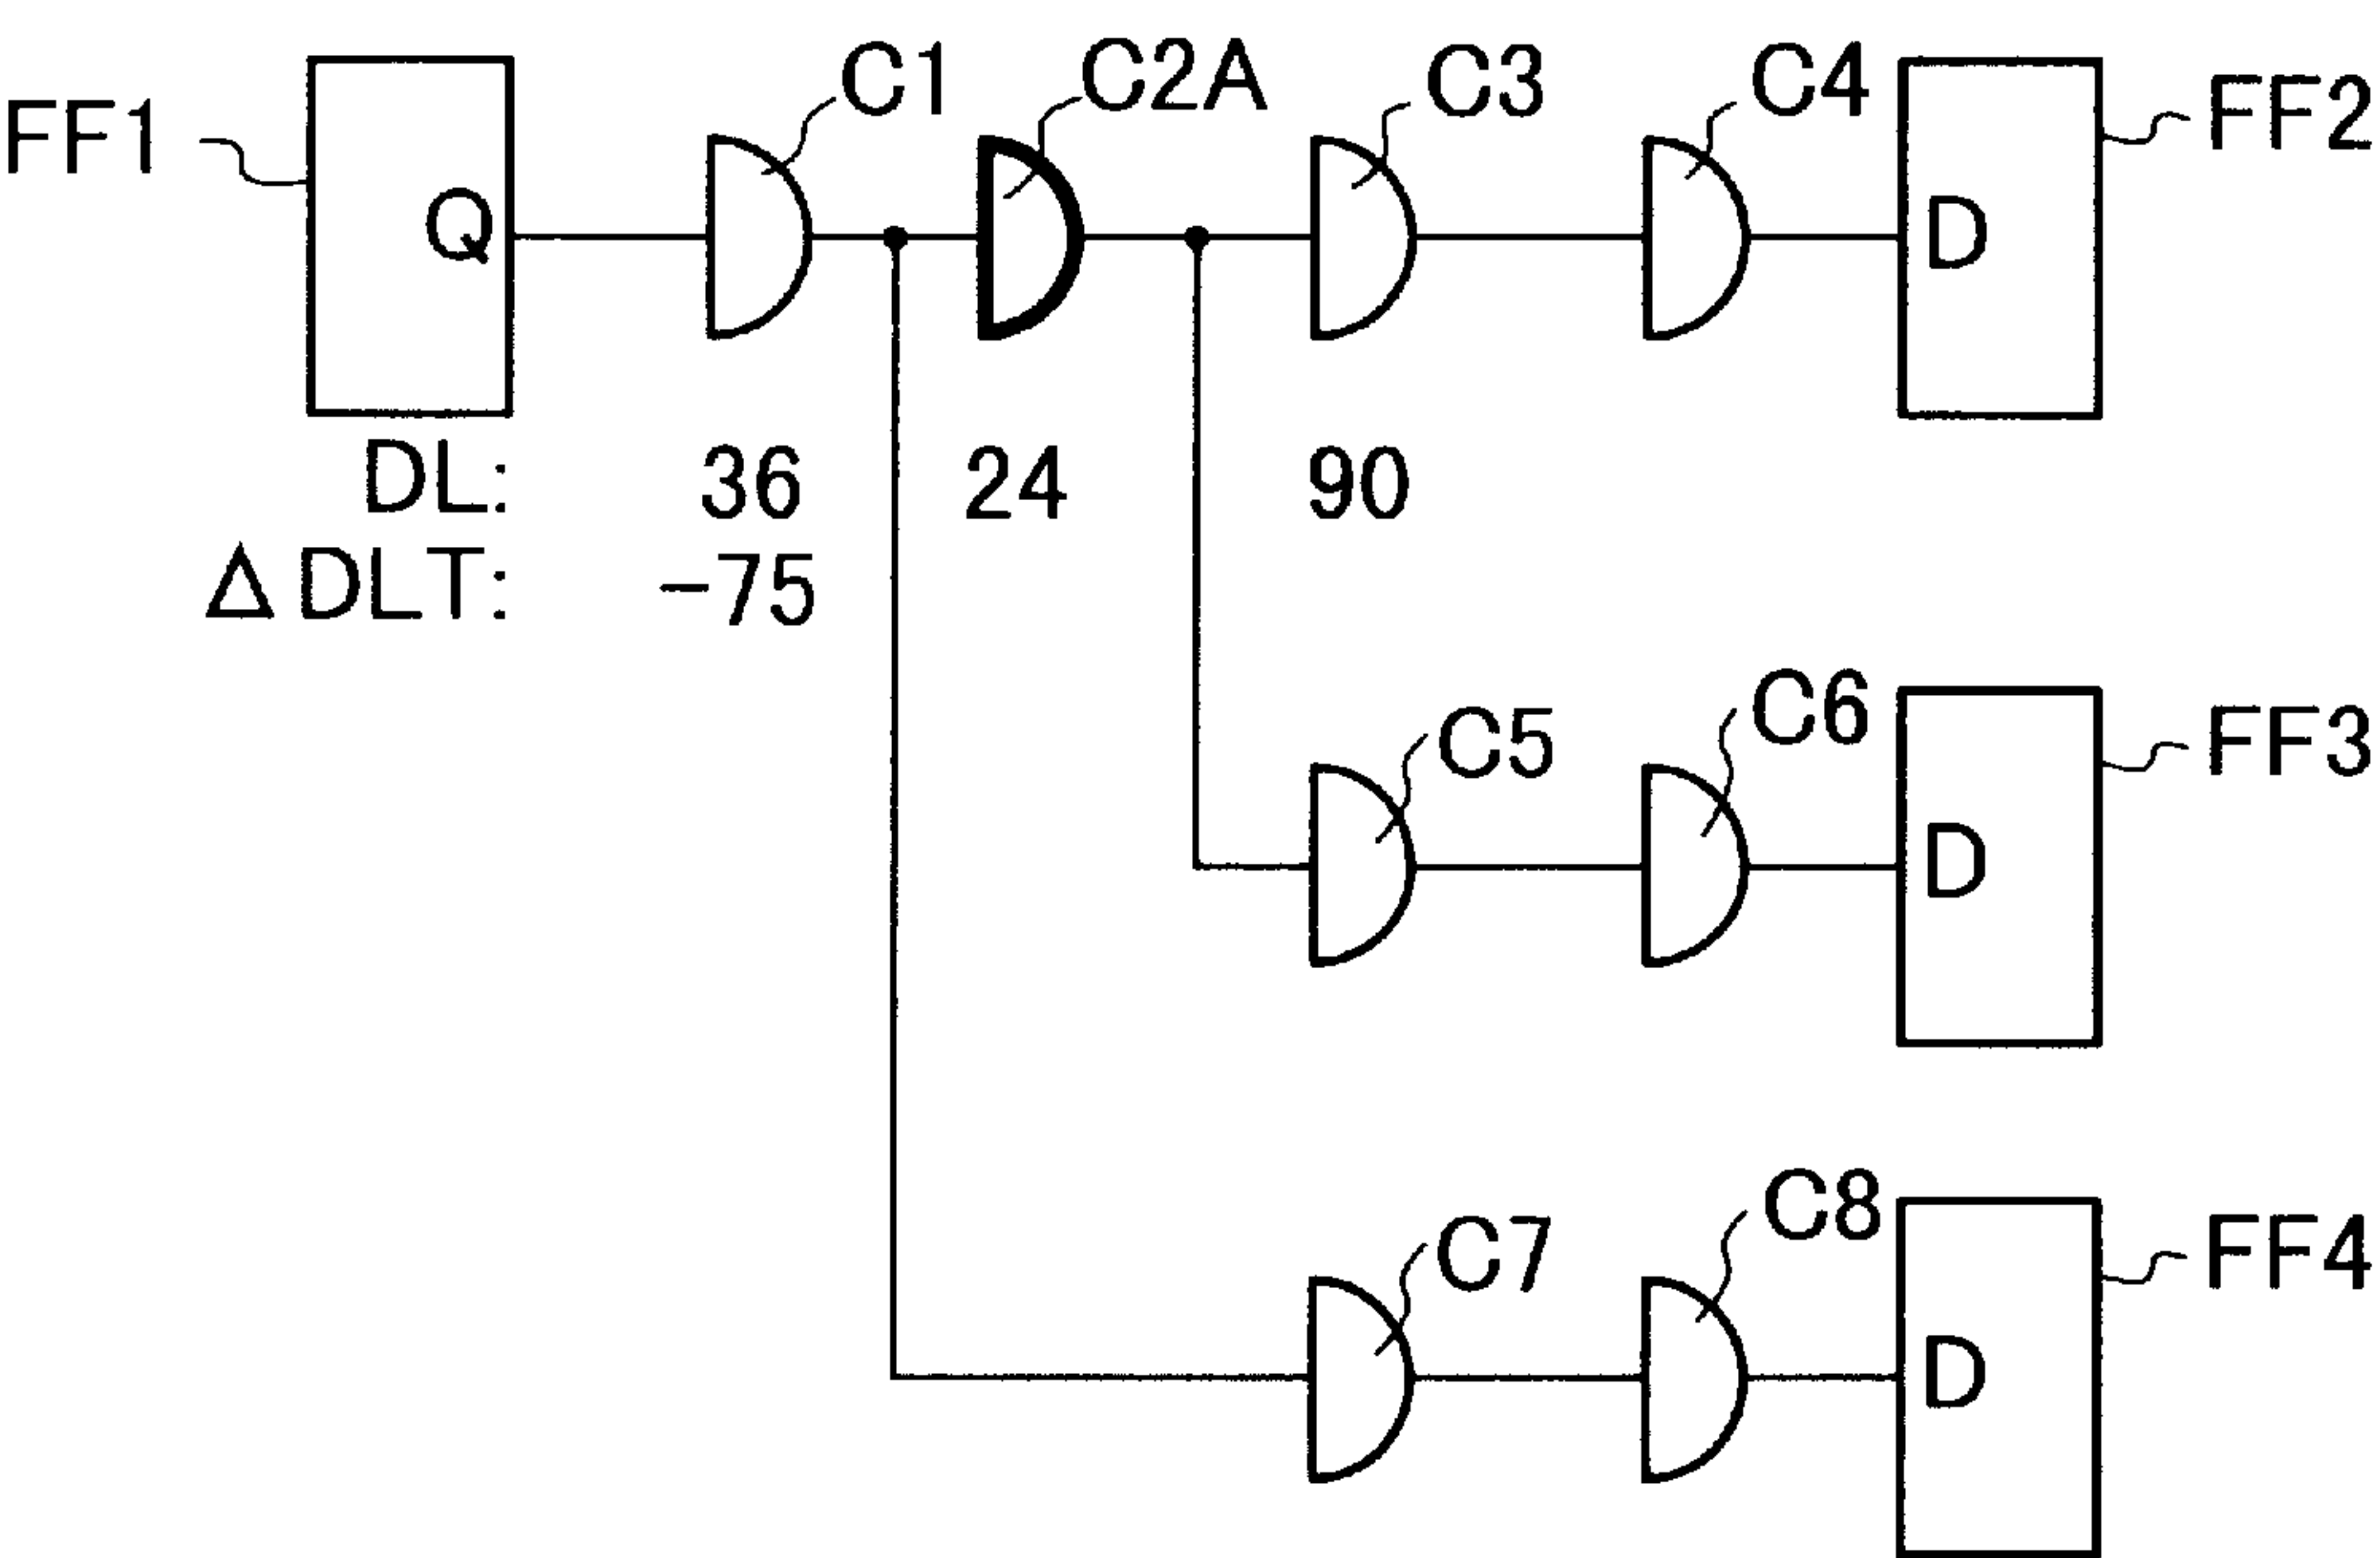 C1 C2A C3 C4
FF1 FF2
Q D
DL: 36 24 90
ΔDLT: -75
C5 C6 FF3
D
C7 C8 FF4
D